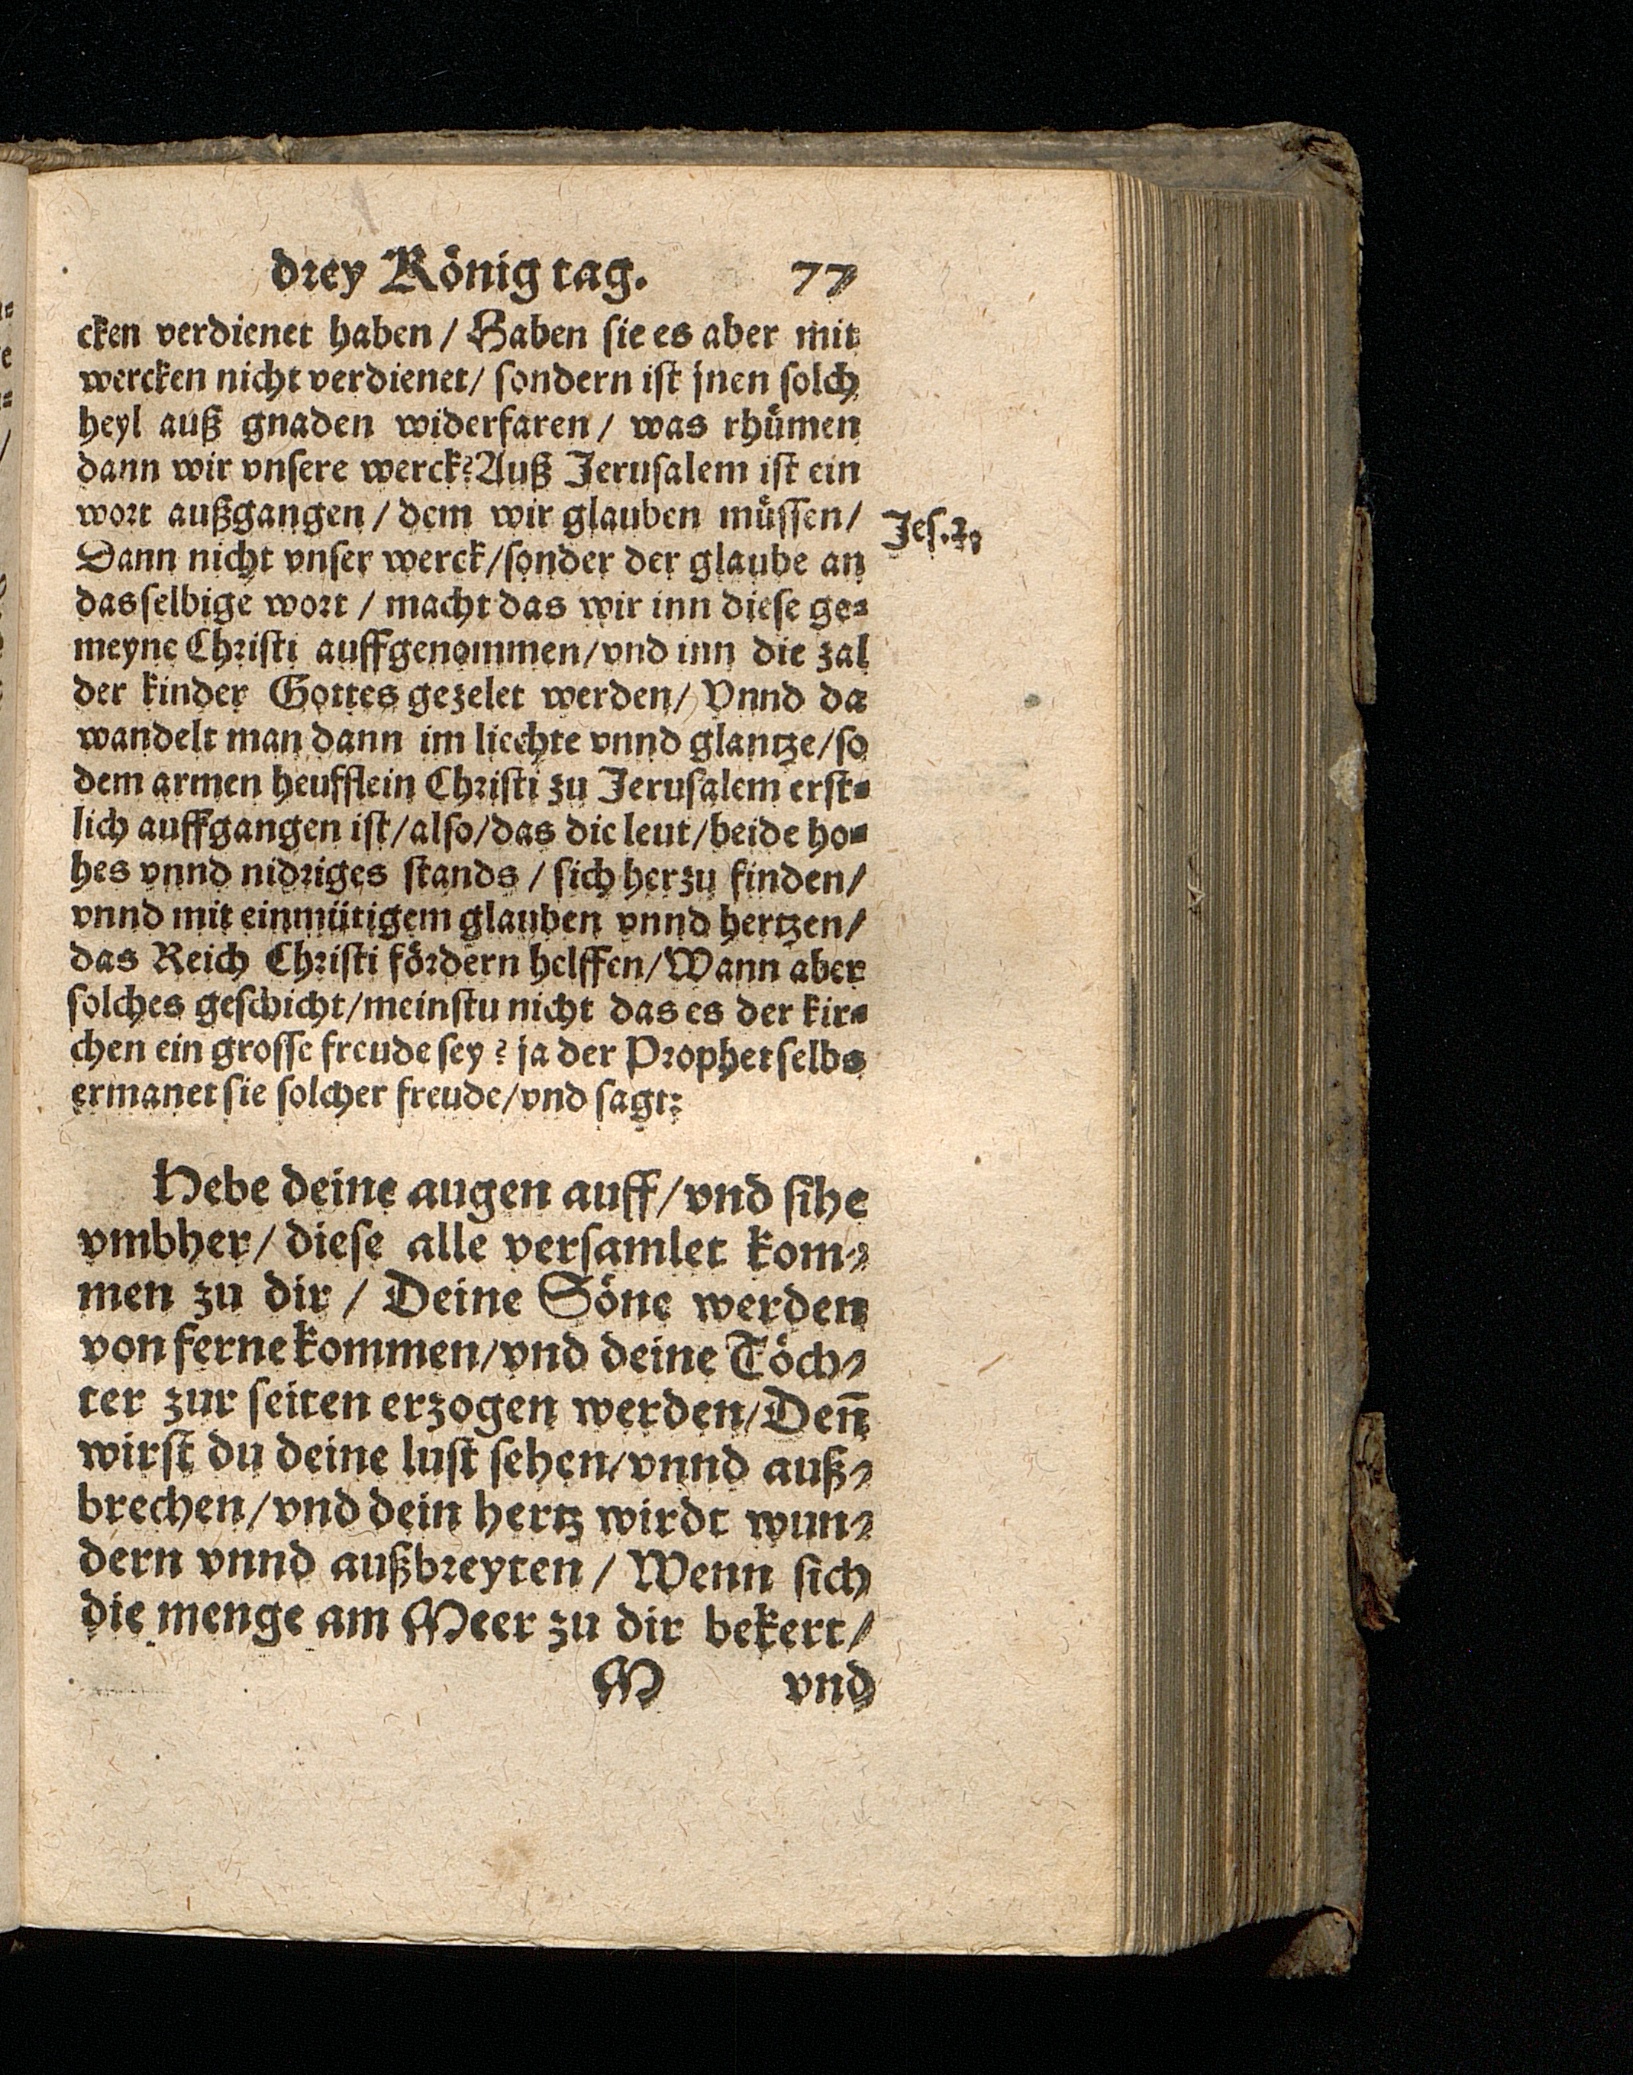 drey König tag. 77
cken verdienet haben / Haben sie es aber mit
wercken nicht verdienet / sondern ist jnen solch
heyl auß gnaden widerfaren / was rhümen
dann wir vnsere werck? Auß Jerusalem ist ein
wort außgangen / dem wir glauben müssen /
Jes. 2.
Dann nicht vnser werck / sonder der glaube an
dasselbige wort / macht das wir inn diese ge-
meyne Christi auffgenommen / vnd inn die zal
der kinder Gottes gezelet werden / Vnnd da
wandelt man dann im liechte vnnd glantze / so
dem armen heufflein Christi zu Jerusalem erst-
lich auffgangen ist / also / das die leut / beide ho-
hes vnnd nidriges stands / sich herzu finden /
vnnd mit einmütigem glauben vnnd hertzen /
das Reich Christi fördern helffen / Wann aber
solches geschicht / meinstu nicht das es der kir-
chen ein grosse freude sey? ja der Prophet selbs
ermanet sie solcher freude / vnd sagt:
Hebe deine augen auff / vnd sihe
vmbher / diese alle versamlet kom-
men zu dir / Deine Söne werden
von ferne kommen / vnd deine Töch-
ter zur seiten erzogen werden / Deñ
wirst du deine lust sehen / vnnd auß-
brechen / vnd dein hertz wirdt wun-
dern vnnd außbreyten / Wenn sich
die menge am Meer zu dir bekert /
M vnd